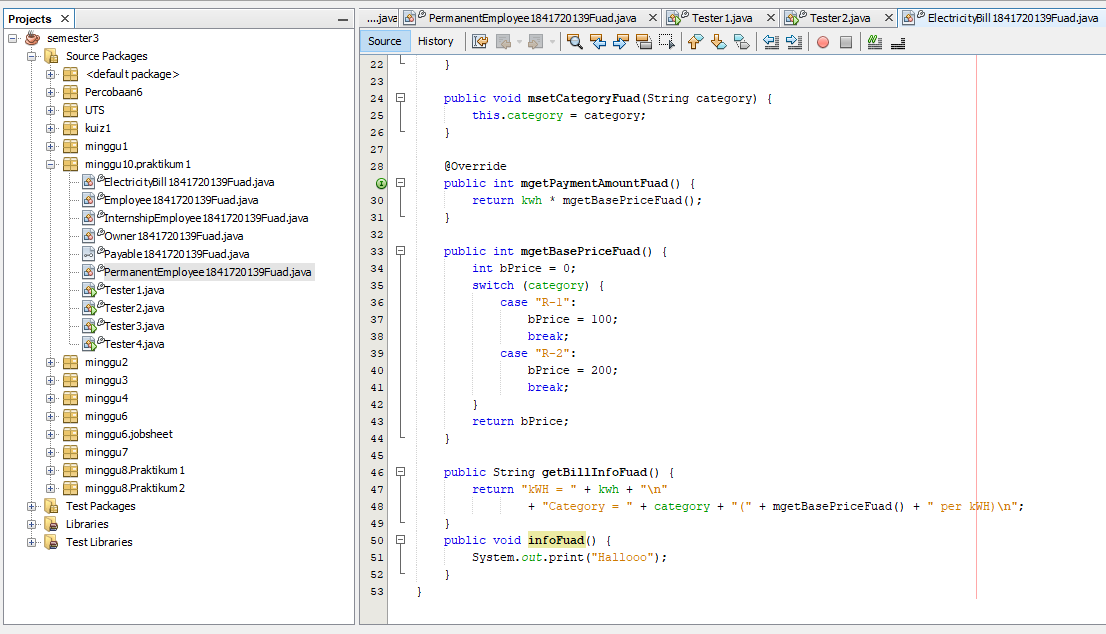 Projects
semester3
Source Packages
<default package>
Percobaan6
UTS
kuiz1
minggu1
minggu10.praktikum1
ElectricityBill1841720139Fuad.java
Employee1841720139Fuad.java
InternshipEmployee1841720139Fuad.java
Owner1841720139Fuad.java
Payable1841720139Fuad.java
PermanentEmployee1841720139Fuad.java
Tester1.java
Tester2.java
Tester3.java
Tester4.java
minggu2
minggu3
minggu4
minggu6
minggu6.jobsheet
minggu7
minggu8.Praktikum1
minggu8.Praktikum2
Test Packages
Libraries
Test Libraries
....java PermanentEmployee1841720139Fuad.java Tester1.java Tester2.java ElectricityBill1841720139Fuad.java
Source History
22 }
23
24 public void msetCategoryFuad(String category) {
25 this.category = category;
26 }
27
28 @Override
public int mgetPaymentAmountFuad() {
30 return kwh * mgetBasePriceFuad();
31 }
32
33 public int mgetBasePriceFuad() {
34 int bPrice = 0;
35 switch (category) {
36 case "R-1":
37 bPrice = 100;
38 break;
39 case "R-2":
40 bPrice = 200;
41 break;
42 }
43 return bPrice;
44 }
45
46 public String getBillInfoFuad() {
47 return "kWH = " + kwh + "\n"
48 + "Category = " + category + "(" + mgetBasePriceFuad() + " per kWH)\n";
49 }
50 public void infoFuad() {
51 System.out.print("Hallooo");
52 }
53 }